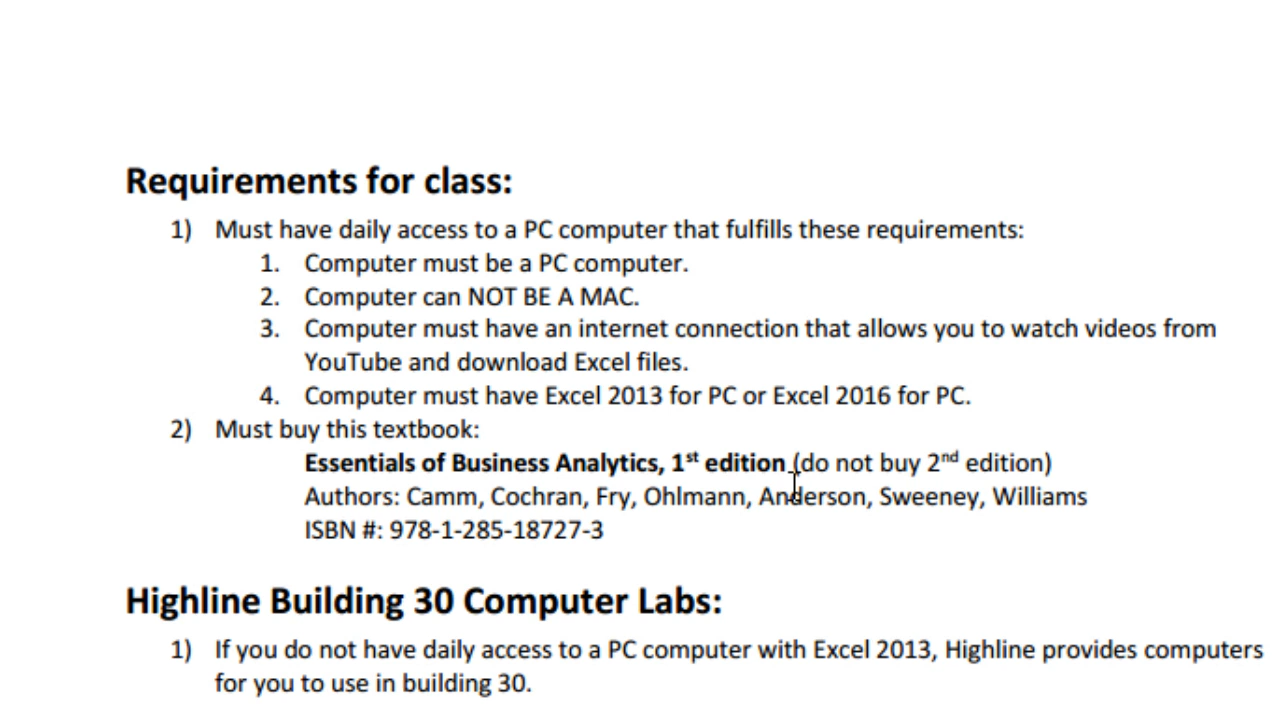 Requirements for class:
1) Must have daily access to a PC computer that fulfills these requirements:
1. Computer must be a PC computer.
2. Computer can NOT BE A MAC.
3. Computer must have an internet connection that allows you to watch videos from
YouTube and download Excel files.
4. Computer must have Excel 2013 for PC or Excel 2016 for PC.
2) Must buy this textbook:
Essentials of Business Analytics, 1st edition (do not buy 2nd edition)
Authors: Camm, Cochran, Fry, Ohlmann, Anderson, Sweeney, Williams
ISBN #: 978-1-285-18727-3
Highline Building 30 Computer Labs:
1) If you do not have daily access to a PC computer with Excel 2013, Highline provides computers
for you to use in building 30.